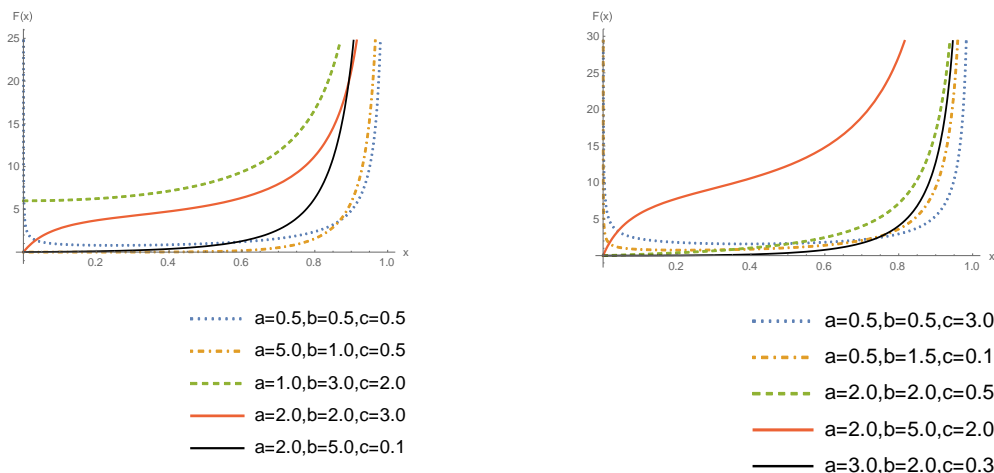 F(x)
25
20
15
10
5
0.2
0.4
0.6
0.8
1.0
x
a=0.5,b=0.5,c=0.5
a=5.0,b=1.0,c=0.5
a=1.0,b=3.0,c=2.0
a=2.0,b=2.0,c=3.0
a=2.0,b=5.0,c=0.1
F(x)
30
25
20
15
10
5
0.2
0.4
0.6
0.8
1.0
x
a=0.5,b=0.5,c=3.0
a=0.5,b=1.5,c=0.1
a=2.0,b=2.0,c=0.5
a=2.0,b=5.0,c=2.0
a=3.0,b=2.0,c=0.3